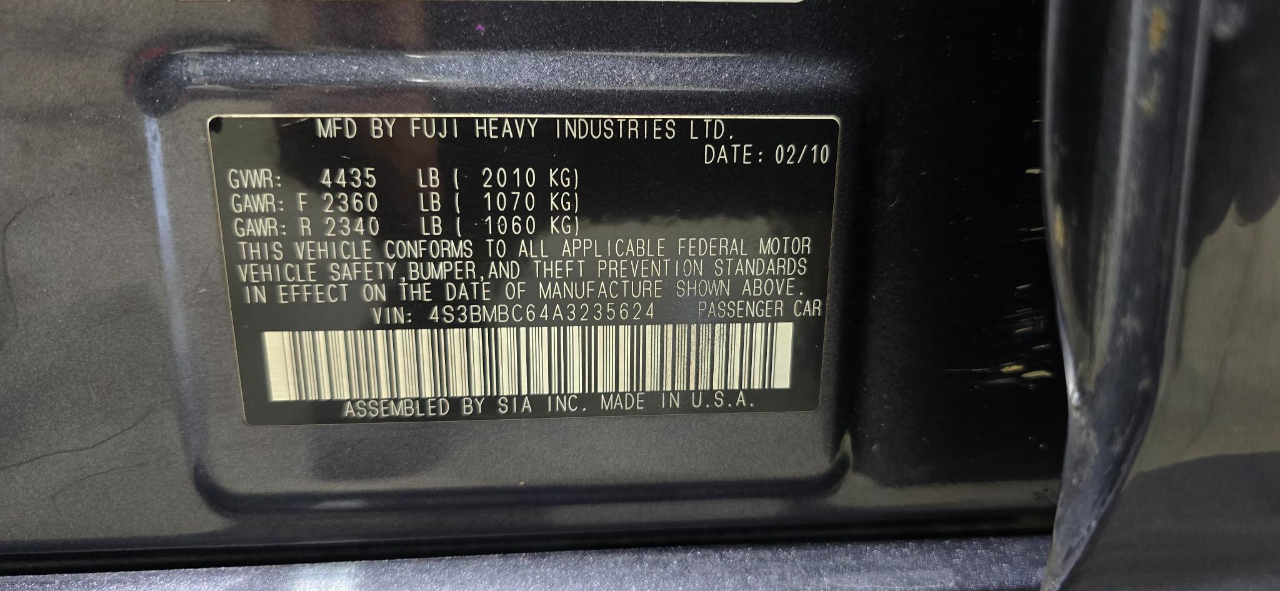 MFD BY FUJI HEAVY INDUSTRIES LTD.
DATE: 02/10
GVWR: 4435 LB ( 2010 KG)
GAWR: F 2360 LB ( 1070 KG)
GAWR: R 2340 LB ( 1060 KG)
THIS VEHICLE CONFORMS TO ALL APPLICABLE FEDERAL MOTOR
VEHICLE SAFETY,BUMPER,AND THEFT PREVENTION STANDARDS
IN EFFECT ON THE DATE OF MANUFACTURE SHOWN ABOVE.
VIN: 4S3BMBC64A3235624 PASSENGER CAR
ASSEMBLED BY SIA INC. MADE IN U.S.A.